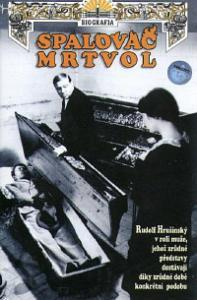 BIOGRAFIA
SPALOVAČ
MRTVOL
Rudolf Hrušínský
v roli muže,
jehož zrůdné
představy
dostávají
díky zrůdné době
konkrétní podobu